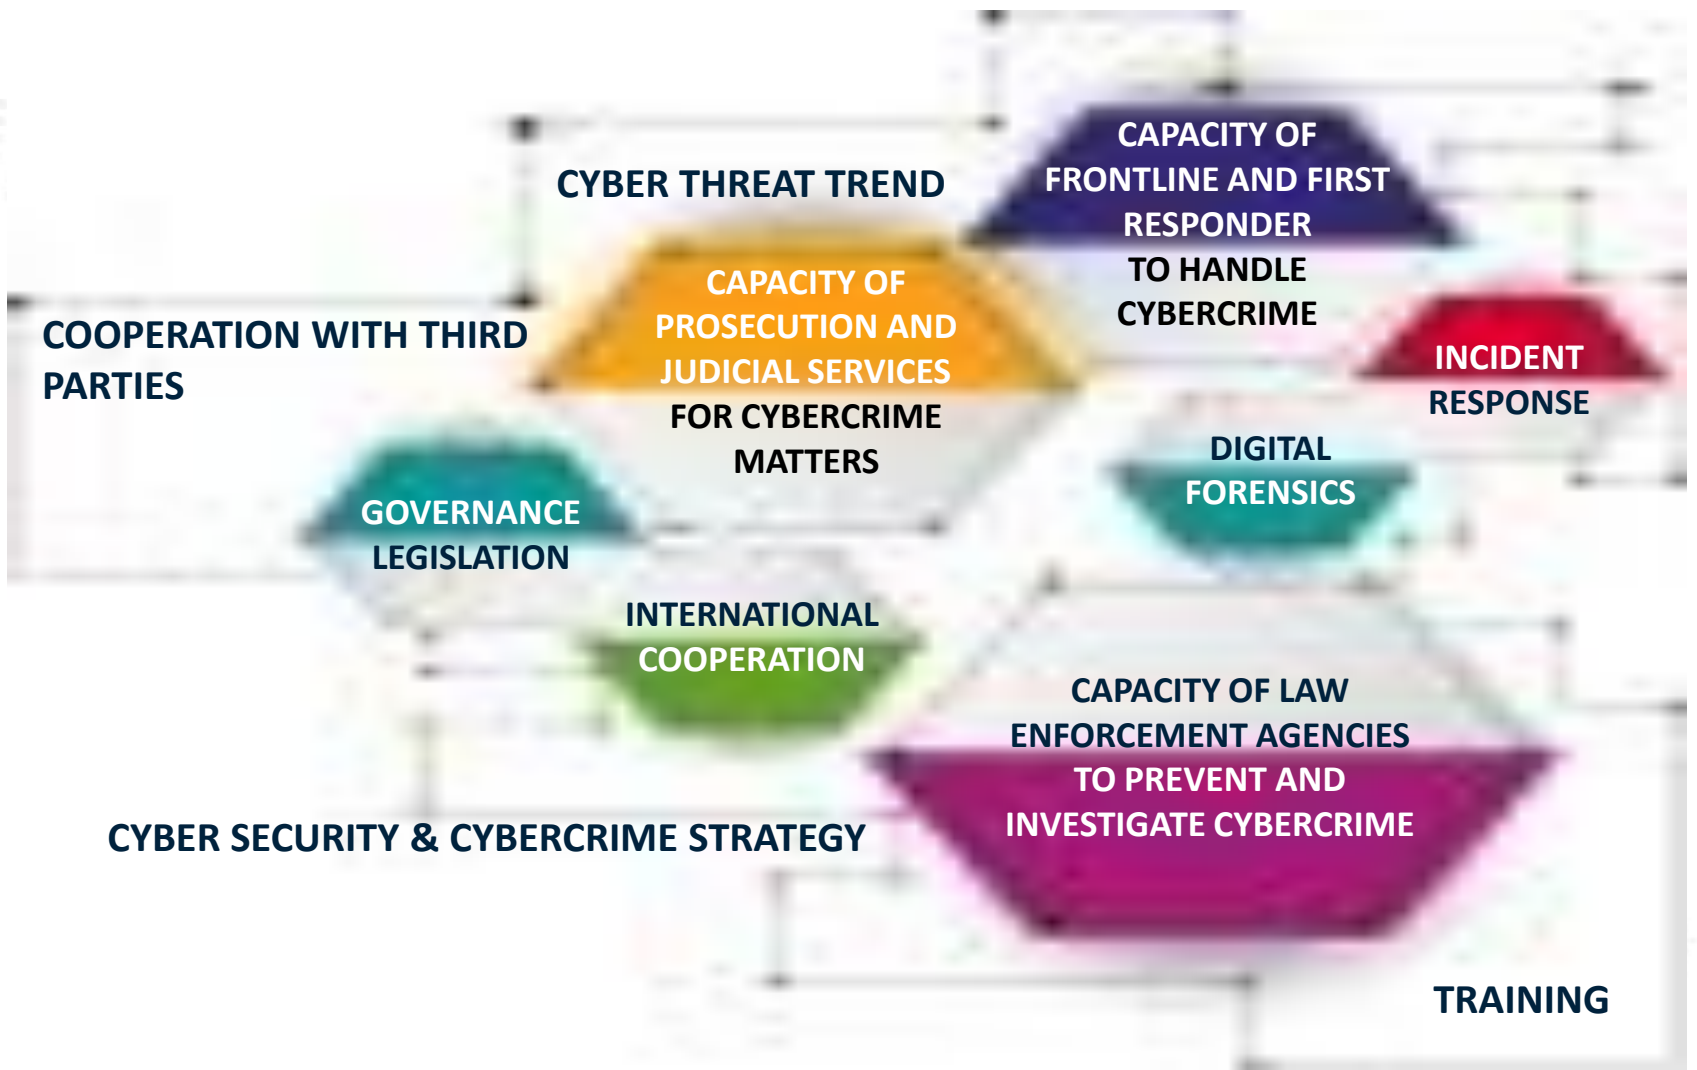 CAPACITY OF
FRONTLINE AND FIRST
RESPONDER
TO HANDLE
CYBERCRIME
CYBER THREAT TREND
CAPACITY OF
PROSECUTION AND
JUDICIAL SERVICES
FOR CYBERCRIME
MATTERS
COOPERATION WITH THIRD
PARTIES
INCIDENT
RESPONSE
DIGITAL
FORENSICS
GOVERNANCE
LEGISLATION
INTERNATIONAL
COOPERATION
CAPACITY OF LAW
ENFORCEMENT AGENCIES
TO PREVENT AND
INVESTIGATE CYBERCRIME
CYBER SECURITY & CYBERCRIME STRATEGY
TRAINING